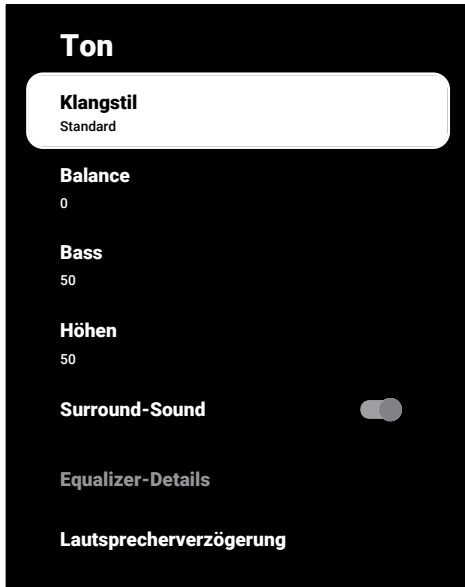 Ton
Klangstil
Standard
Balance
0
Bass
50
Höhen
50
Surround-Sound
Equalizer-Details
Lautsprecherverzögerung